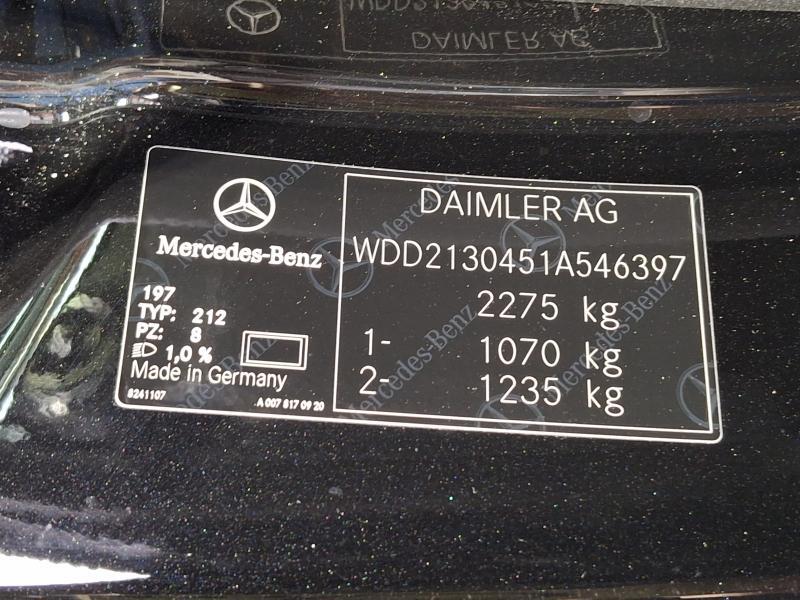 Mercedes-Benz
197
TYP: 212
PZ: 8
1,0 %
Made in Germany
8241107
A 007 817 09 20
DAIMLER AG
WDD2130451A546397
2275 kg
1- 1070 kg
2- 1235 kg